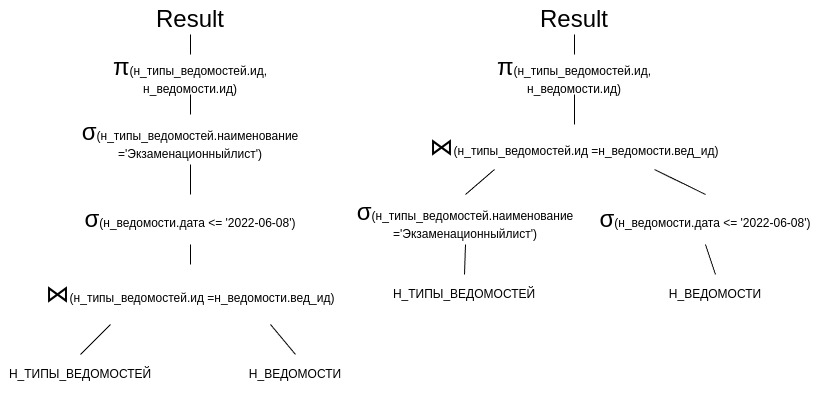 Result
π(н_типы_ведомостей.ид,
н_ведомости.ид)
σ(н_типы_ведомостей.наименование
='Экзаменационныйлист')
σ(н_ведомости.дата <= '2022-06-08')
⋈(н_типы_ведомостей.ид =н_ведомости.вед_ид)
Н_ТИПЫ_ВЕДОМОСТЕЙ
Н_ВЕДОМОСТИ
Result
π(н_типы_ведомостей.ид,
н_ведомости.ид)
⋈(н_типы_ведомостей.ид =н_ведомости.вед_ид)
σ(н_типы_ведомостей.наименование
='Экзаменационныйлист')
σ(н_ведомости.дата <= '2022-06-08')
Н_ТИПЫ_ВЕДОМОСТЕЙ
Н_ВЕДОМОСТИ